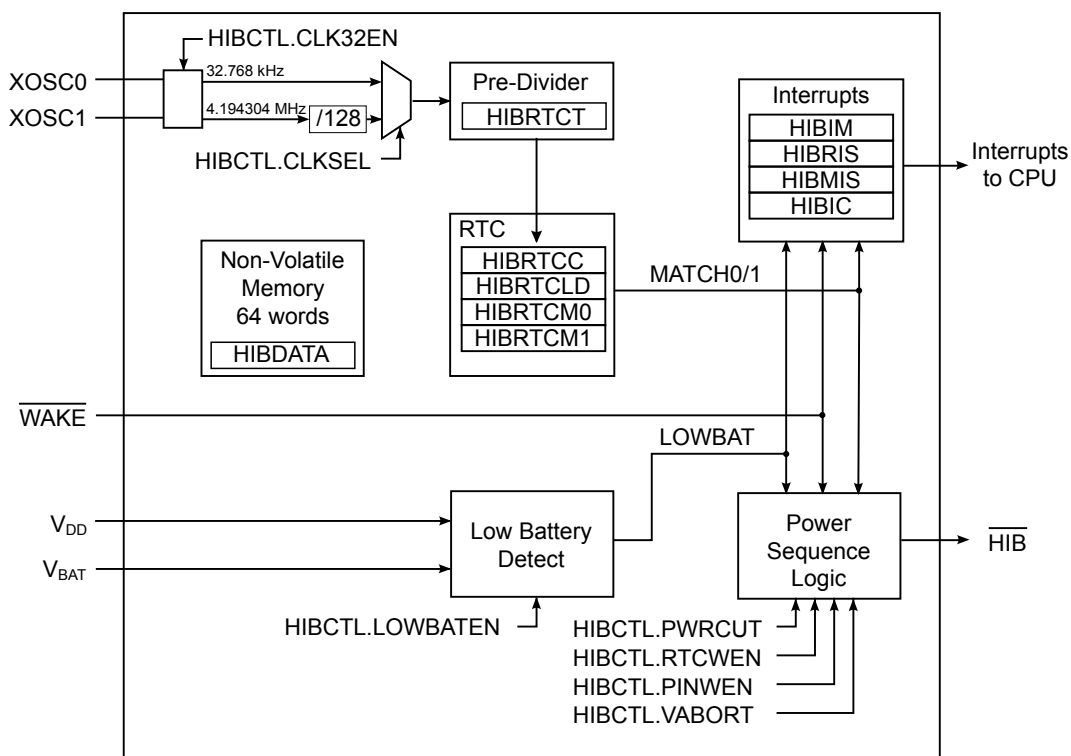 HIBCTL.CLK32EN
XOSC0
XOSC1
32.768 kHz
4.194304 MHz
/128
HIBCTL.CLKSEL
Pre-Divider
HIBRTCT
Interrupts
HIBIM
HIBRIS
HIBMIS
HIBIC
Interrupts
to CPU
RTC
HIBRTCC
HIBRTCLD
HIBRTCM0
HIBRTCM1
MATCH0/1
Non-Volatile
Memory
64 words
HIBDATA
WAKE
LOWBAT
VDD
VBAT
Low Battery
Detect
HIBCTL.LOWBATEN
Power
Sequence
Logic
HIB
HIBCTL.PWRCUT
HIBCTL.RTCWEN
HIBCTL.PINWEN
HIBCTL.VABORT